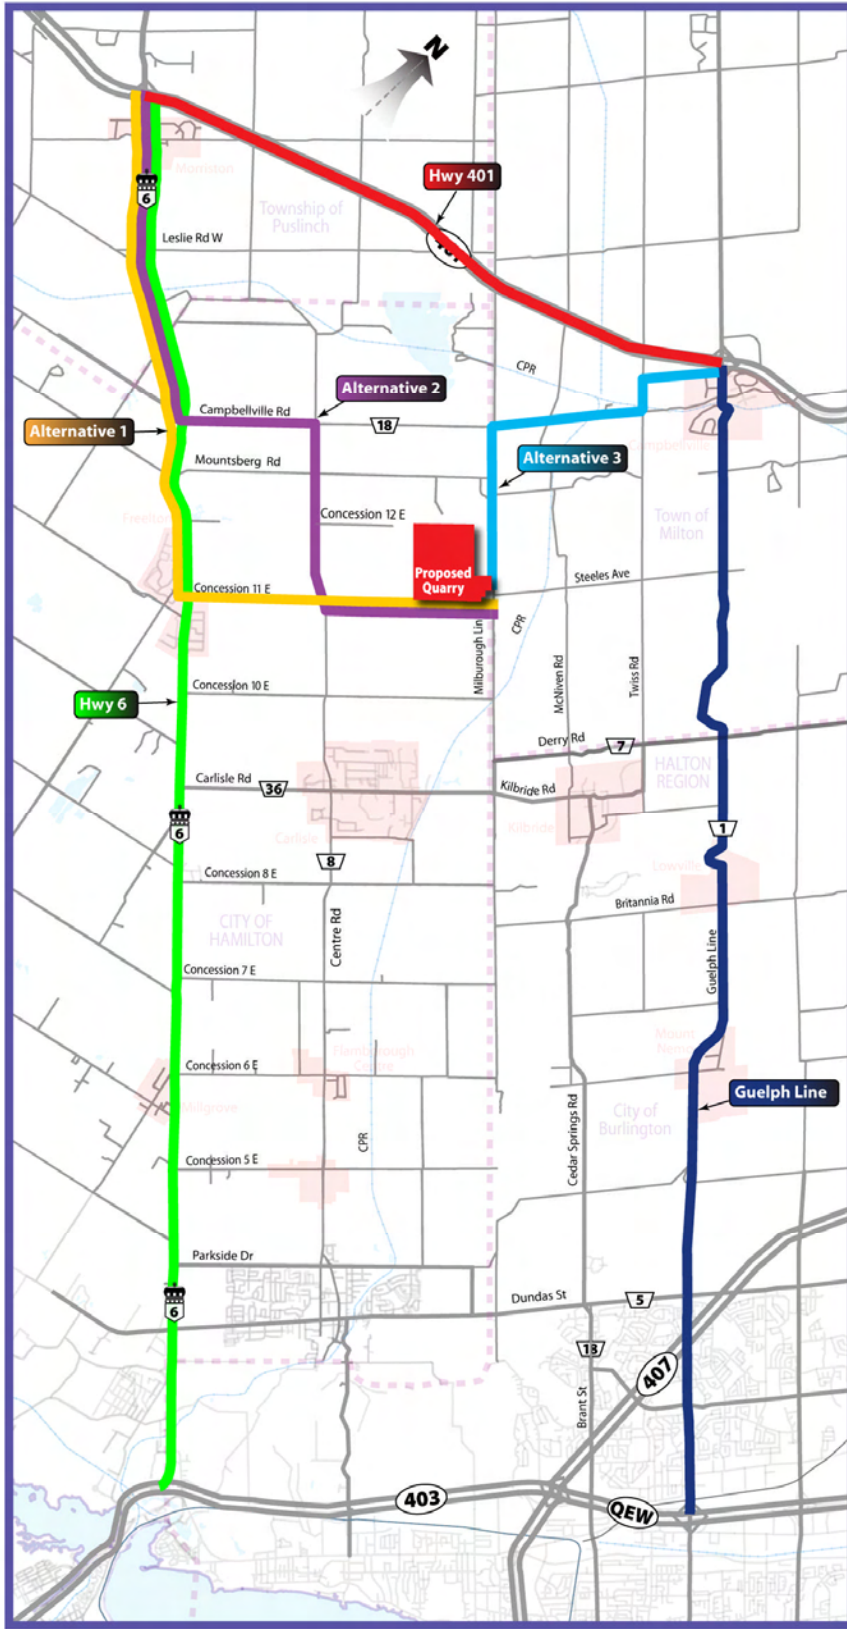 N
Hwy 401
6
Morriston
Township of
Puslinch
Leslie Rd W
401
CPR
Alternative 2
Campbellville Rd
18
Alternative 1
Campbellville
Mountsberg Rd
Alternative 3
Concession 12 E
Freelton
Town of
Milton
Proposed
Quarry
Steeles Ave
Concession 11 E
CPR
Milburough Lin
McNiven Rd
Twiss Rd
Concession 10 E
Hwy 6
Derry Rd
7
HALTON
REGION
Carlisle Rd
36
Kilbride Rd
6
Carlisle
Kilbride
1
8
Lowville
Concession 8 E
Britannia Rd
CITY OF
HAMILTON
Centre Rd
Guelph Line
Concession 7 E
Mount
Nemo
Flamborough
Centre
Concession 6 E
Guelph Line
Millgrove
City of
Burlington
Cedar Springs Rd
CPR
Concession 5 E
Parkside Dr
6
Dundas St
5
18
407
Brant St
403
QEW